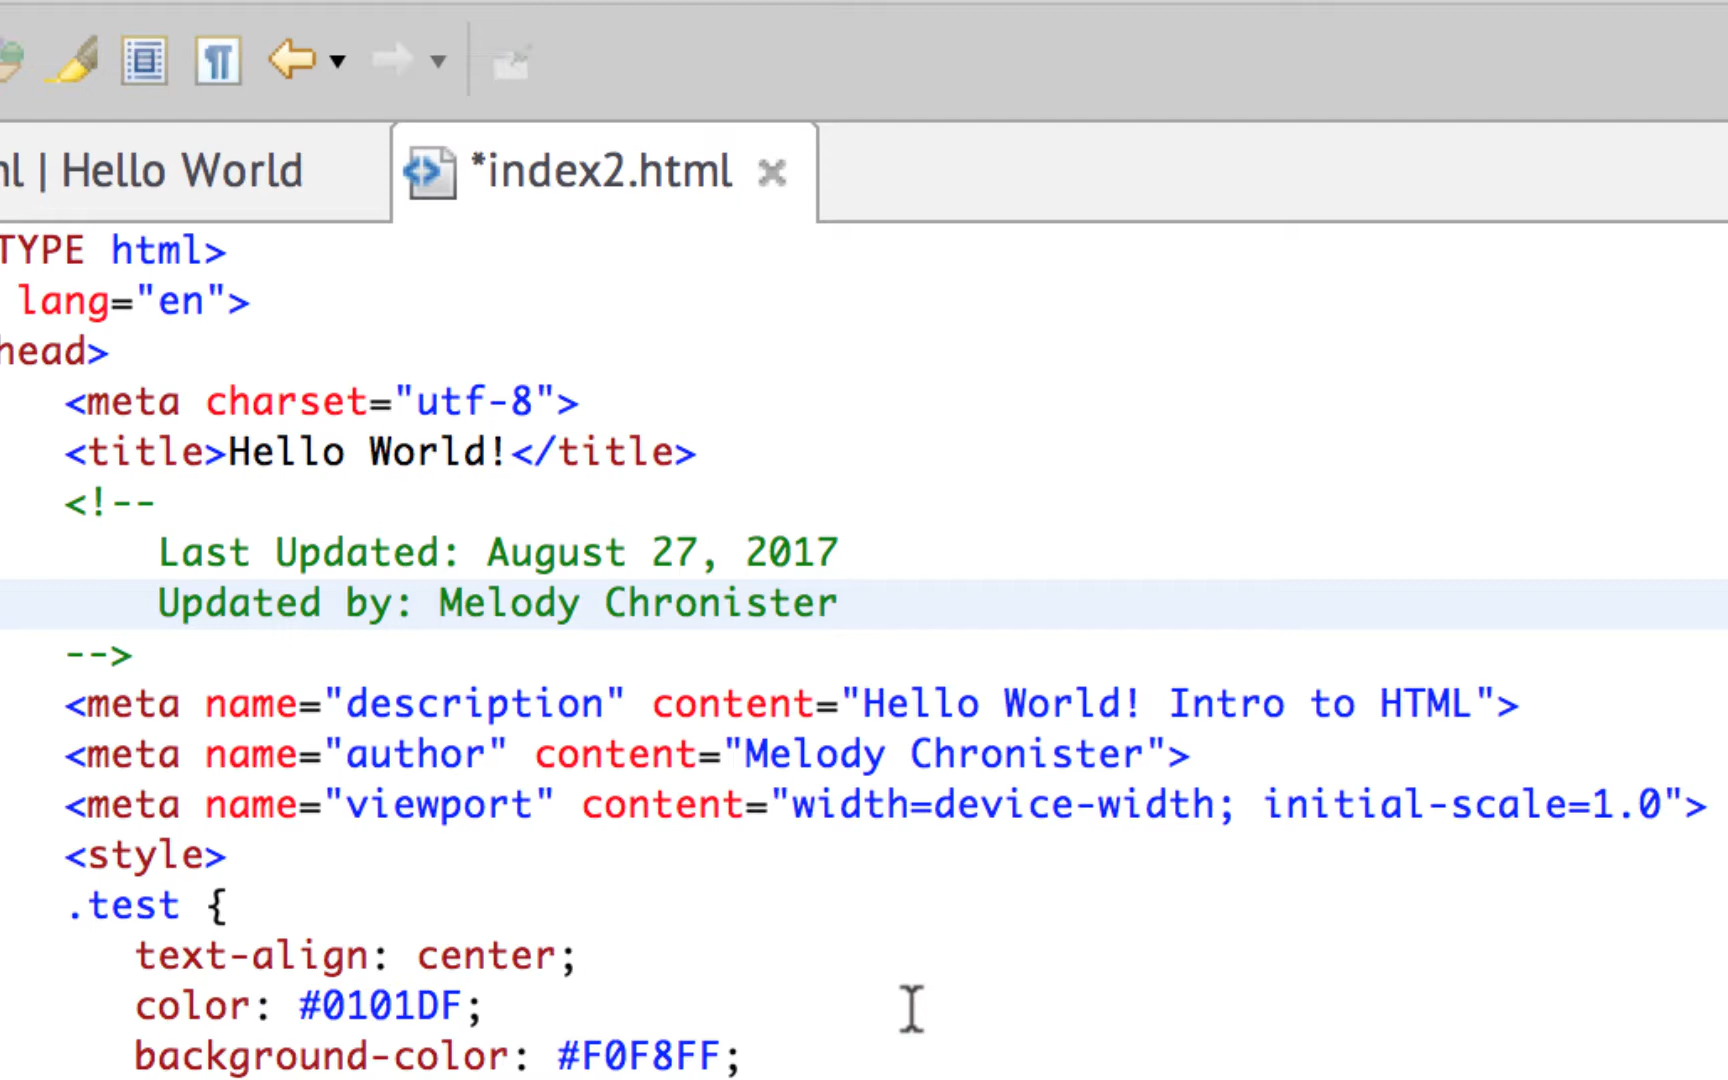 ml | Hello World
*index2.html
TYPE html>
lang="en">
head>
<meta charset="utf-8">
<title>Hello World!</title>
<!--
Last Updated: August 27, 2017
Updated by: Melody Chronister
-->
<meta name="description" content="Hello World! Intro to HTML">
<meta name="author" content="Melody Chronister">
<meta name="viewport" content="width=device-width; initial-scale=1.0">
<style>
.test {
text-align: center;
color: #0101DF;
background-color: #F0F8FF;